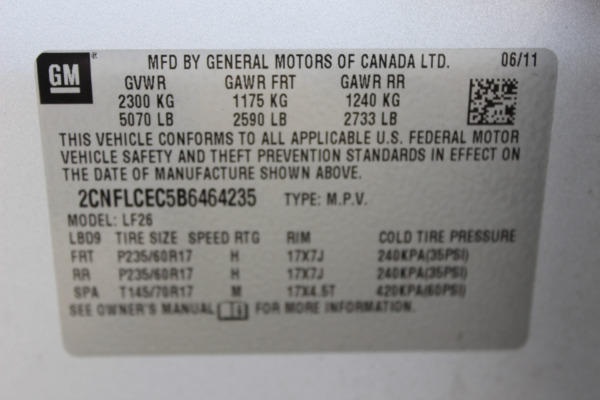 GM
MFD BY GENERAL MOTORS OF CANADA LTD. 06/11
GVWR GAWR FRT GAWR RR
2300 KG 1175 KG 1240 KG
5070 LB 2590 LB 2733 LB
THIS VEHICLE CONFORMS TO ALL APPLICABLE U.S. FEDERAL MOTOR
VEHICLE SAFETY AND THEFT PREVENTION STANDARDS IN EFFECT ON
THE DATE OF MANUFACTURE SHOWN ABOVE.
2CNFLCEC5B6464235 TYPE: M.P.V.
MODEL: LF26
LBD9 TIRE SIZE SPEED RTG RIM COLD TIRE PRESSURE
FRT P235/60R17 H 17X7J 240KPA(35PSI)
RR P235/60R17 H 17X7J 240KPA(35PSI)
SPA T145/70R17 M 17X4.5T 420KPA(60PSI)
SEE OWNER'S MANUAL FOR MORE INFORMATION.